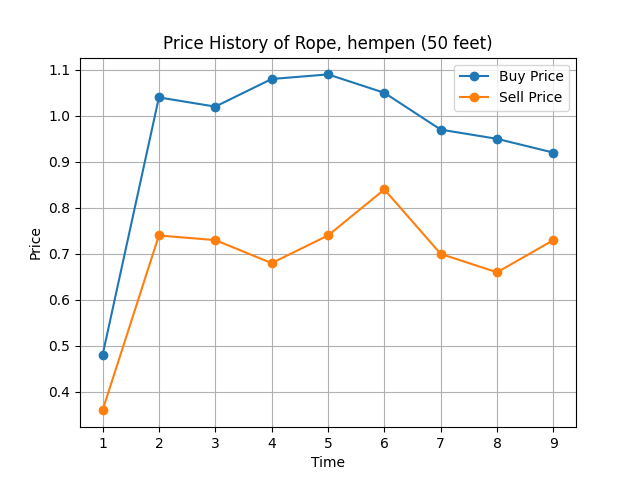 Price History of Rope, hempen (50 feet)
Buy Price
Sell Price
1.1
1.0
0.9
0.8
0.7
0.6
0.5
0.4
Price
1 2 3 4 5 6 7 8 9
Time